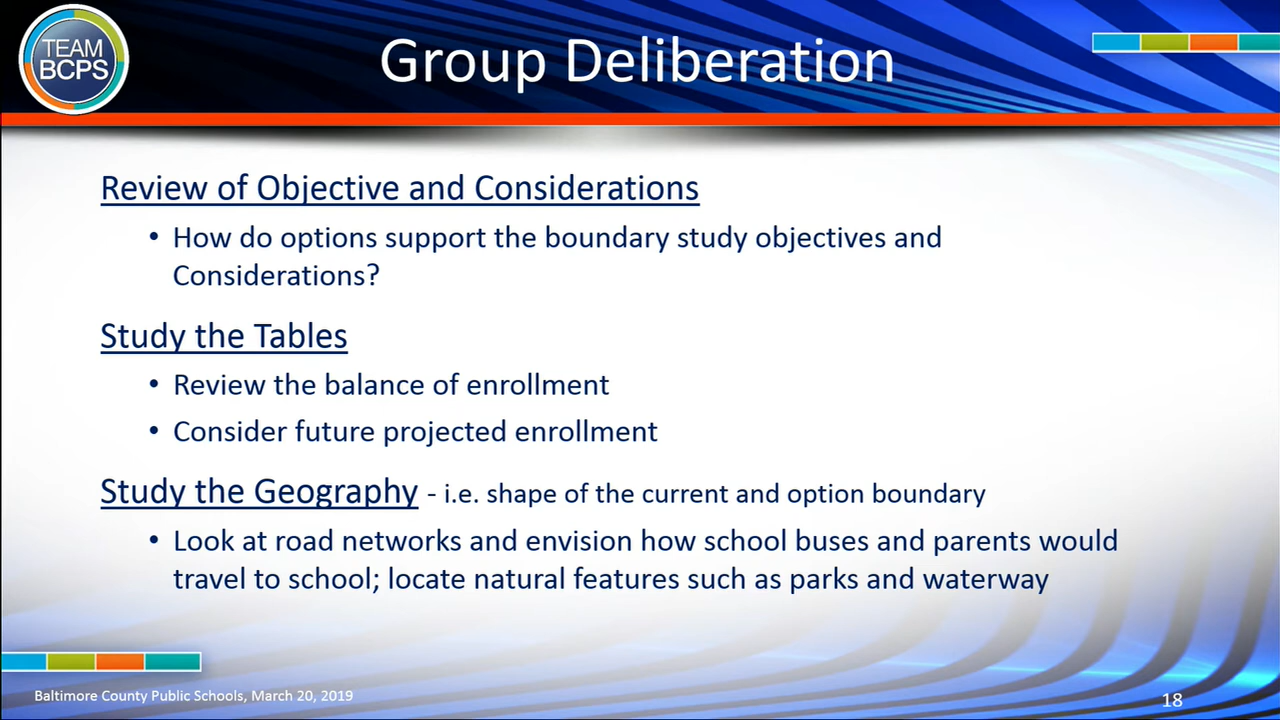 TEAM
BCPS
Group Deliberation
Review of Objective and Considerations
• How do options support the boundary study objectives and
Considerations?
Study the Tables
• Review the balance of enrollment
• Consider future projected enrollment
Study the Geography - i.e. shape of the current and option boundary
• Look at road networks and envision how school buses and parents would
travel to school; locate natural features such as parks and waterway
Baltimore County Public Schools, March 20, 2019
18